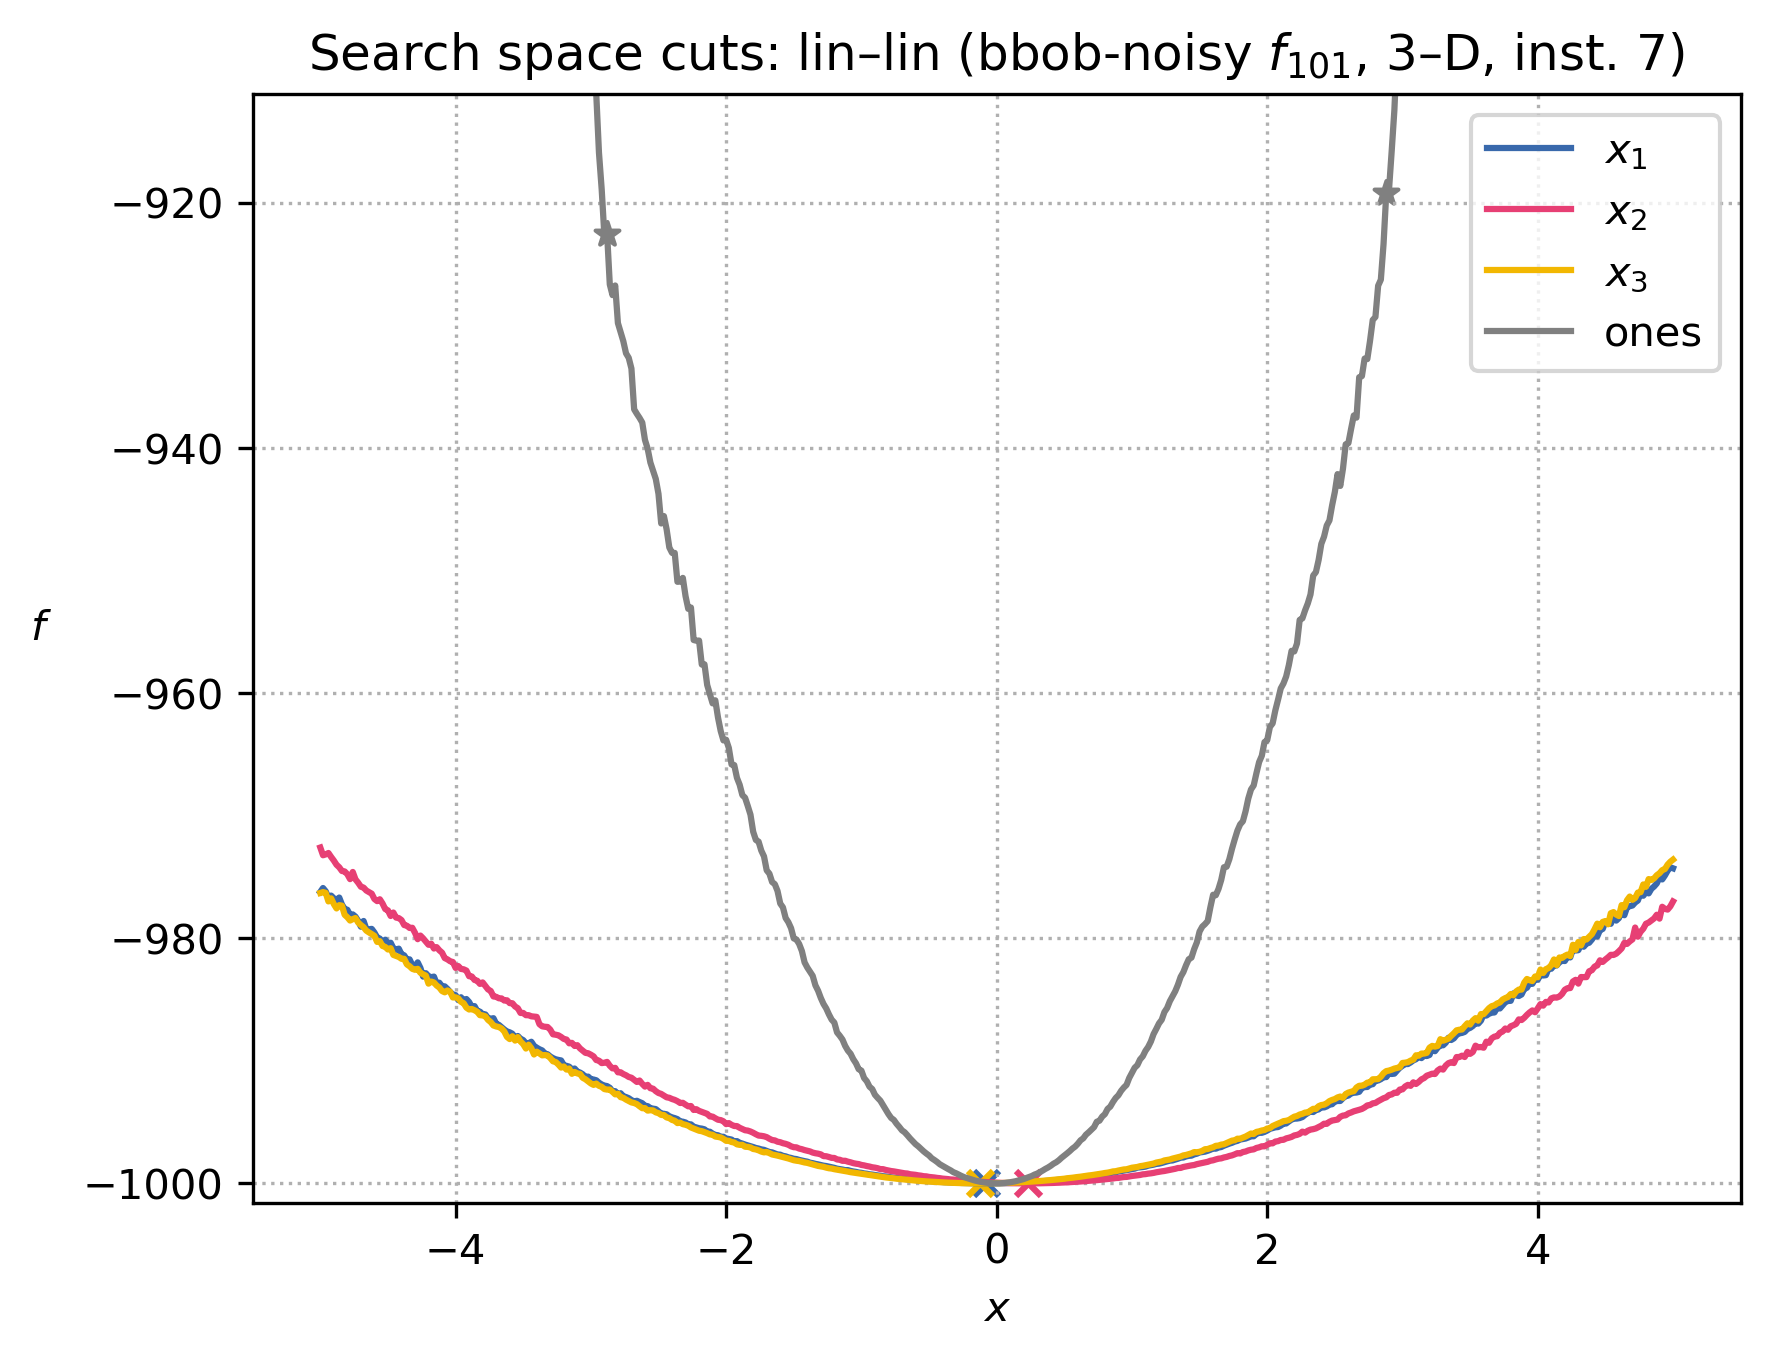 Search space cuts: lin–lin (bbob-noisy f101, 3–D, inst. 7)
x1
x2
x3
ones
−920
−940
−960
−980
−1000
f
−4 −2 0 2 4
x